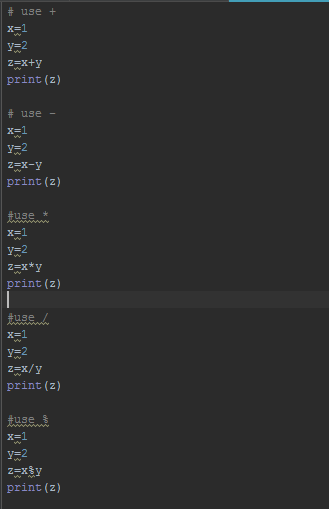 # use +
x=1
y=2
z=x+y
print(z)
# use -
x=1
y=2
z=x-y
print(z)
#use *
x=1
y=2
z=x*y
print(z)
#use /
x=1
y=2
z=x/y
print(z)
#use %
x=1
y=2
z=x%y
print(z)